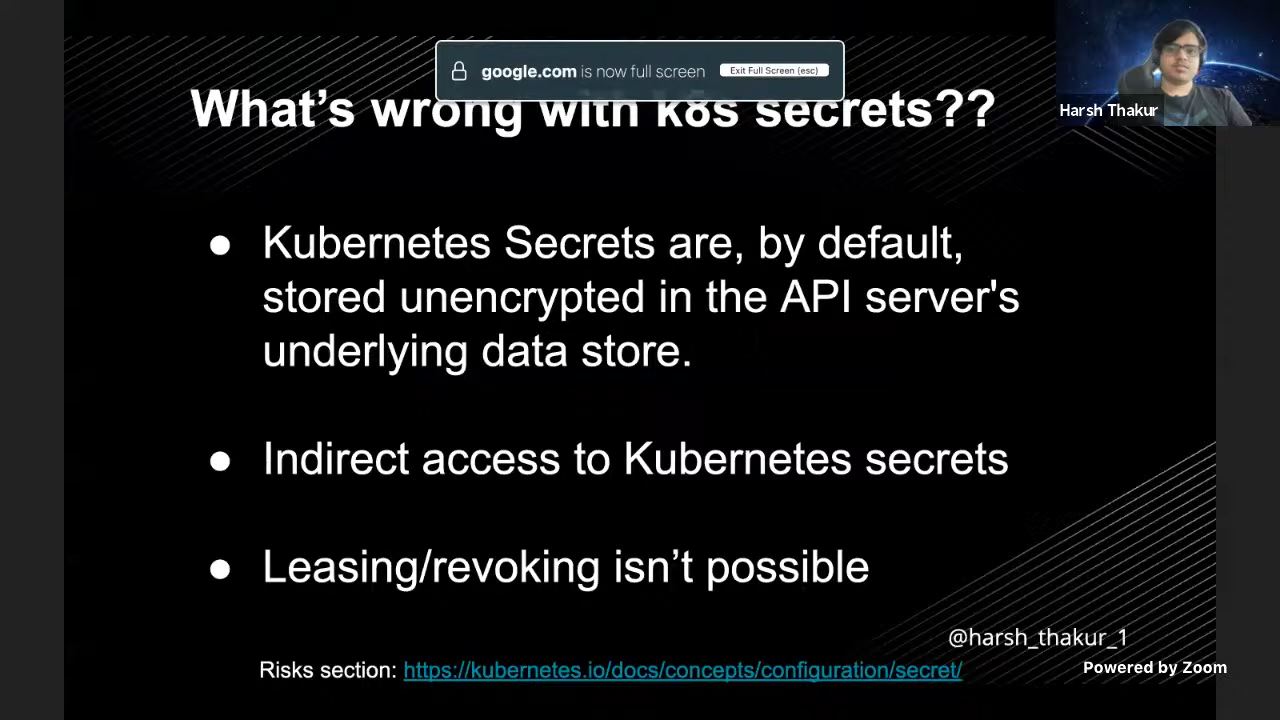 google.com is now full screen
Exit Full Screen (esc)
Harsh Thakur
What's wrong with k8s secrets??
● Kubernetes Secrets are, by default,
stored unencrypted in the API server's
underlying data store.
● Indirect access to Kubernetes secrets
● Leasing/revoking isn't possible
@harsh_thakur_1
Risks section: https://kubernetes.io/docs/concepts/configuration/secret/
Powered by Zoom